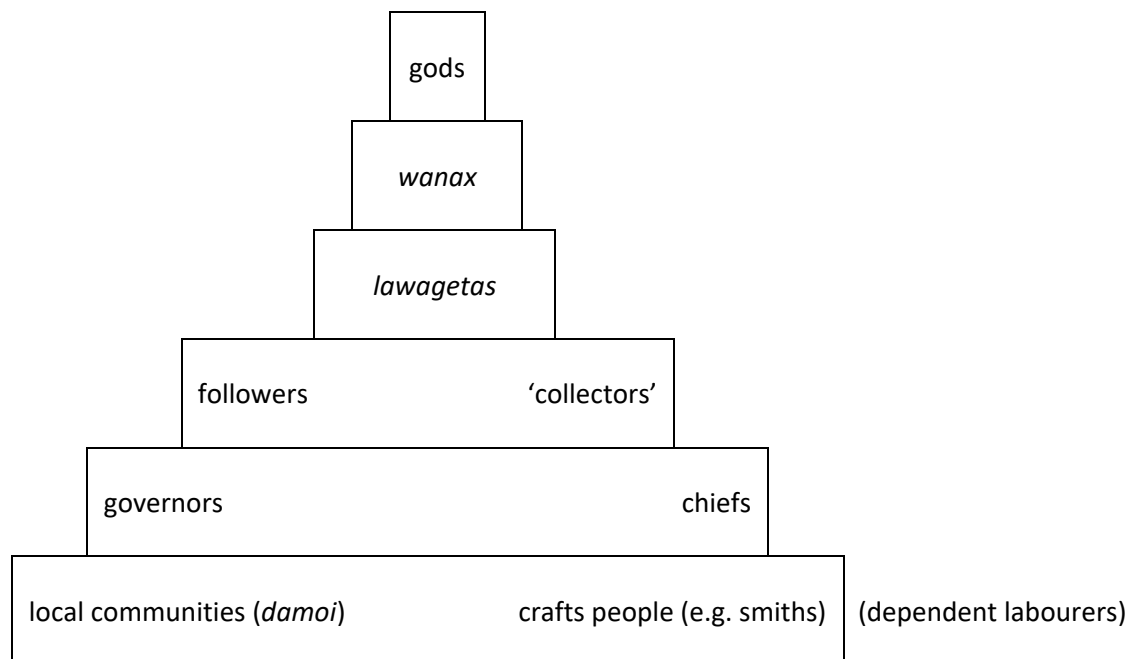 gods
wanax
lawagetas
followers ‘collectors’
governors chiefs
local communities (damoi) crafts people (e.g. smiths) (dependent labourers)